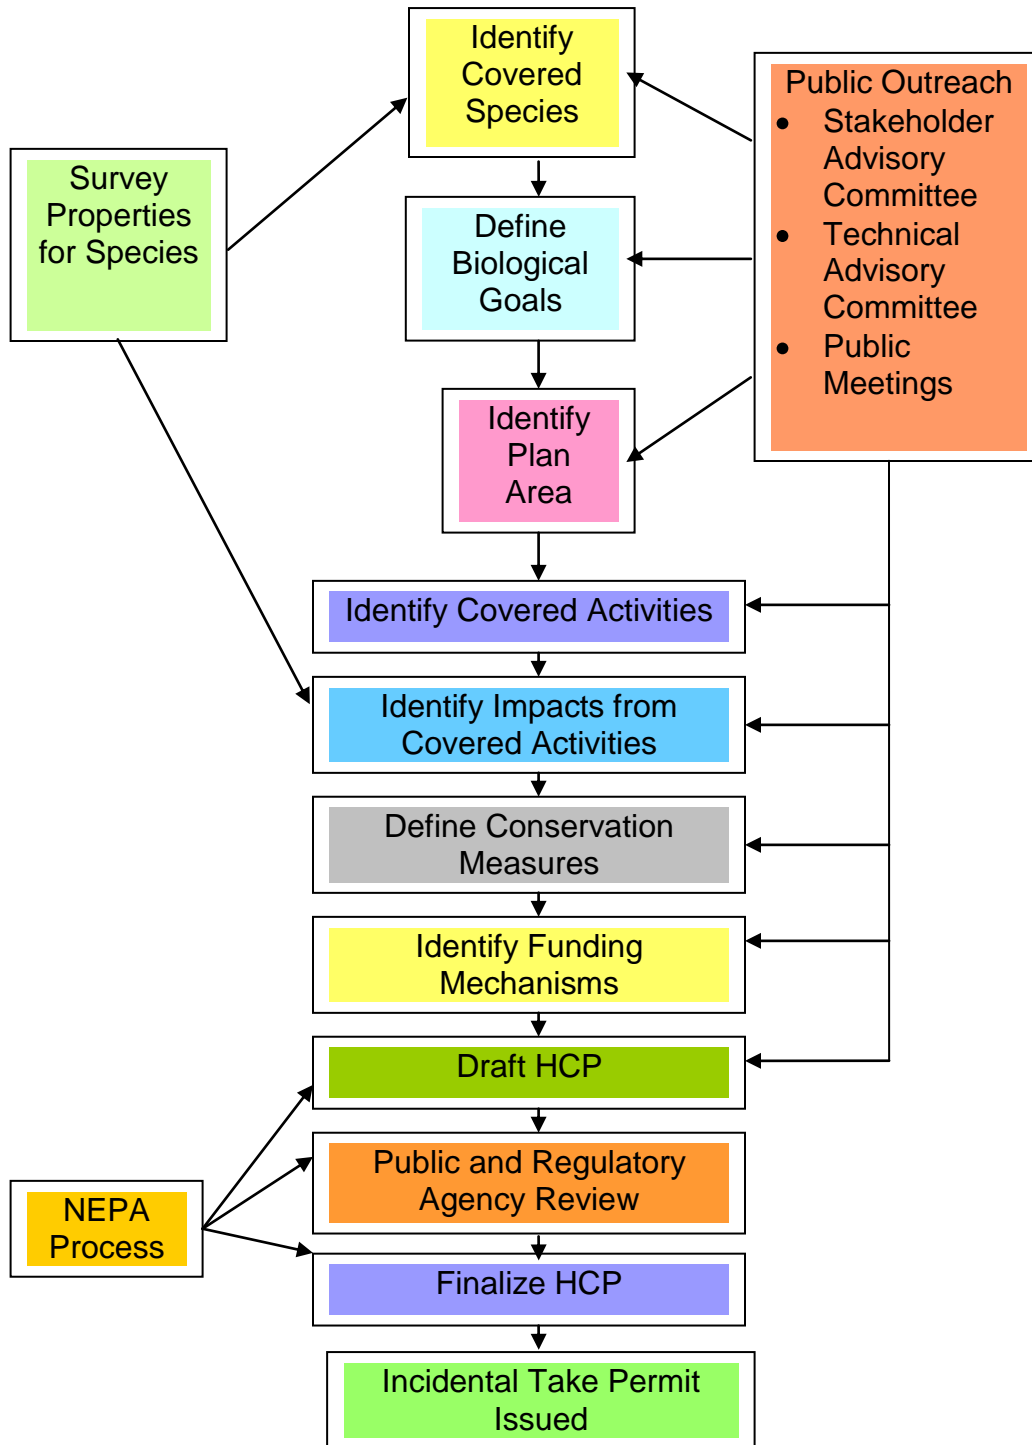 Identify
Covered
Species
Public Outreach
• Stakeholder
Advisory
Committee
• Technical
Advisory
Committee
• Public
Meetings
Survey
Properties
for Species
Define
Biological
Goals
Identify
Plan
Area
Identify Covered Activities
Identify Impacts from
Covered Activities
Define Conservation
Measures
Identify Funding
Mechanisms
Draft HCP
Public and Regulatory
Agency Review
NEPA
Process
Finalize HCP
Incidental Take Permit
Issued